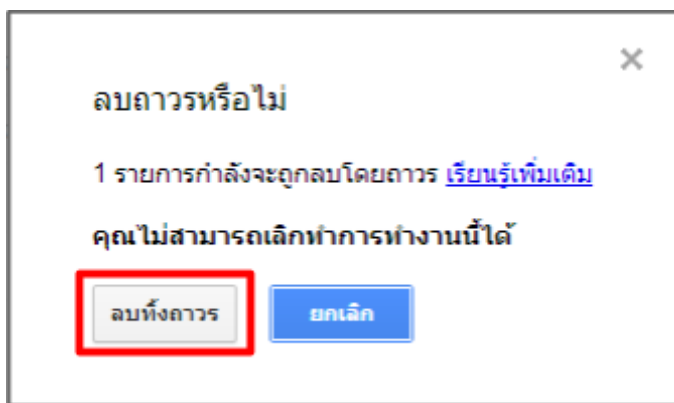 ลบถาวรหรือไม่
1 รายการกำลังจะถูกลบโดยถาวร เรียนรู้เพิ่มเติม
คุณไม่สามารถเลิกทำการทำงานนี้ได้
ลบทิ้งถาวร ยกเลิก